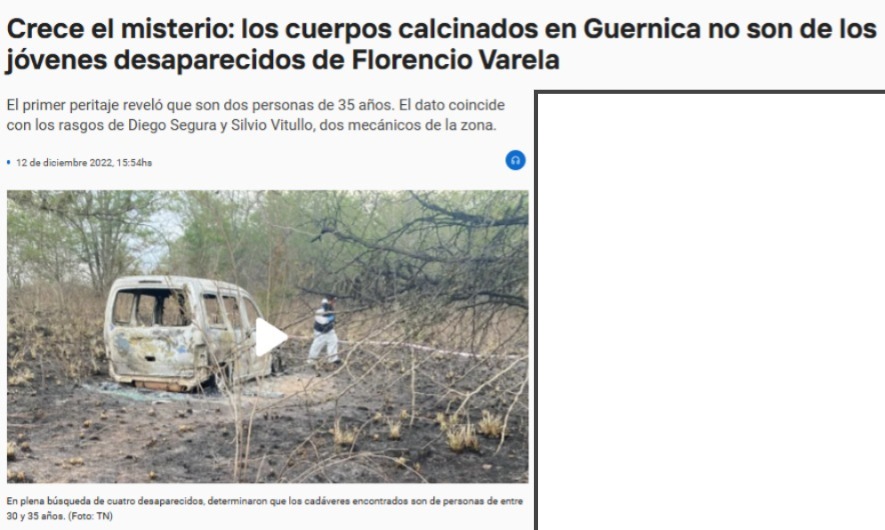 Crece el misterio: los cuerpos calcinados en Guernica no son de los
jóvenes desaparecidos de Florencio Varela
El primer peritaje reveló que son dos personas de 35 años. El dato coincide
con los rasgos de Diego Segura y Silvio Vitullo, dos mecánicos de la zona.
12 de diciembre 2022, 15:54hs
En plena búsqueda de cuatro desaparecidos, determinaron que los cadáveres encontrados son de personas de entre
30 y 35 años. (Foto: TN)